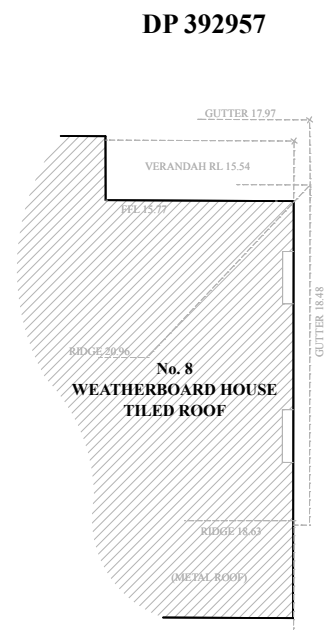 DP 392957
GUTTER 17.97
VERANDAH RL 15.54
FFL 15.77
GUTTER 18.48
RIDGE 20.96
No. 8
WEATHERBOARD HOUSE
TILED ROOF
RIDGE 18.63
(METAL ROOF)